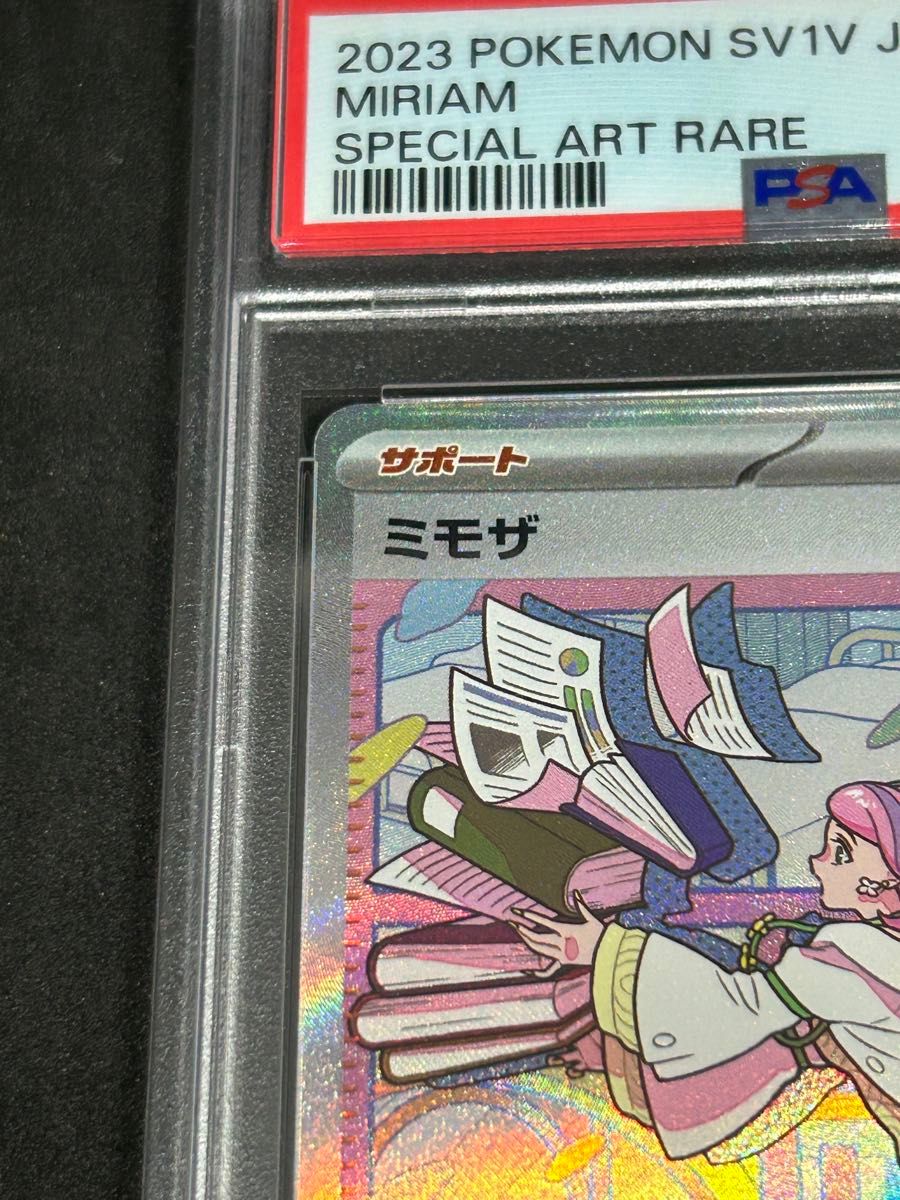 2023 POKEMON SV1V J
MIRIAM
SPECIAL ART RARE
PSA
サポート
ミモザ